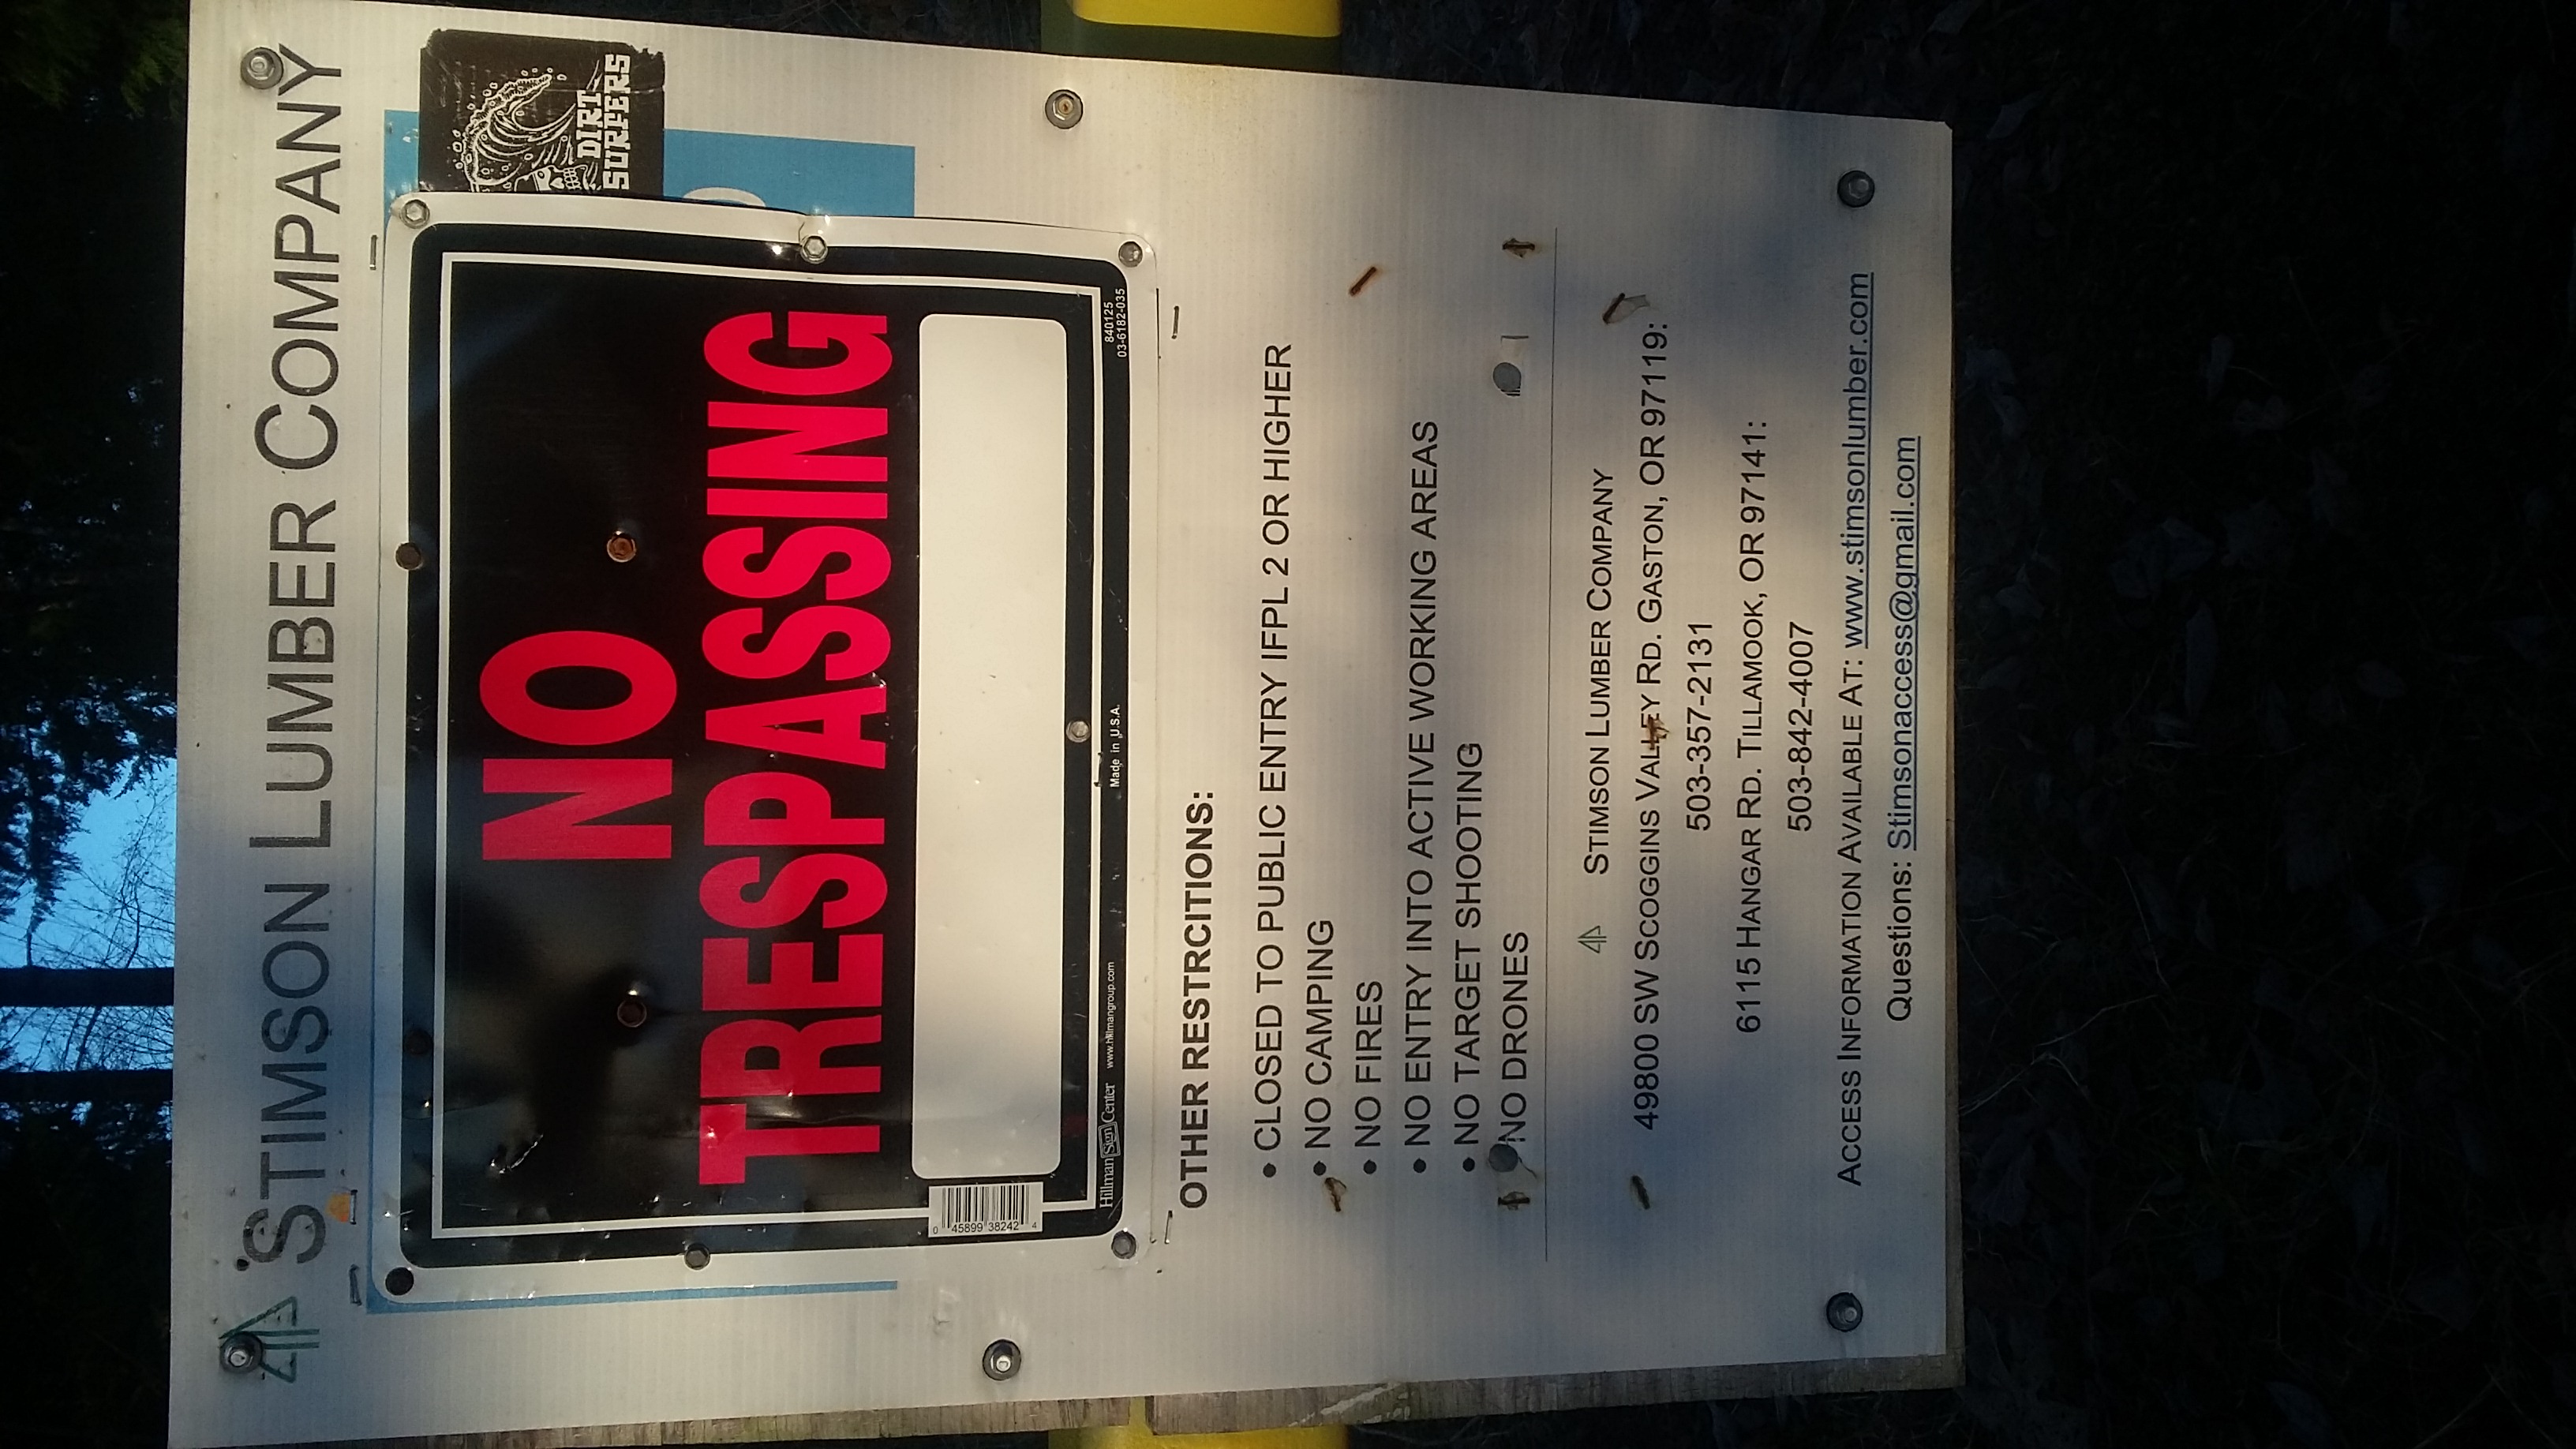 STIMSON LUMBER COMPANY
DIRT
SURFERS
NO
TRESPASSING
0 45899 38242 4
Hillman Sign Center www.hillmangroup.com Made in U.S.A.
840125
03-6182-035
OTHER RESTRCITIONS:
• CLOSED TO PUBLIC ENTRY IFPL 2 OR HIGHER
• NO CAMPING
• NO FIRES
• NO ENTRY INTO ACTIVE WORKING AREAS
• NO TARGET SHOOTING
NO DRONES
STIMSON LUMBER COMPANY
49800 SW SCOGGINS VALLEY RD. GASTON, OR 97119:
503-357-2131
6115 HANGAR RD. TILLAMOOK, OR 97141:
503-842-4007
ACCESS INFORMATION AVAILABLE AT: www.stimsonlumber.com
Questions: Stimsonaccess@gmail.com